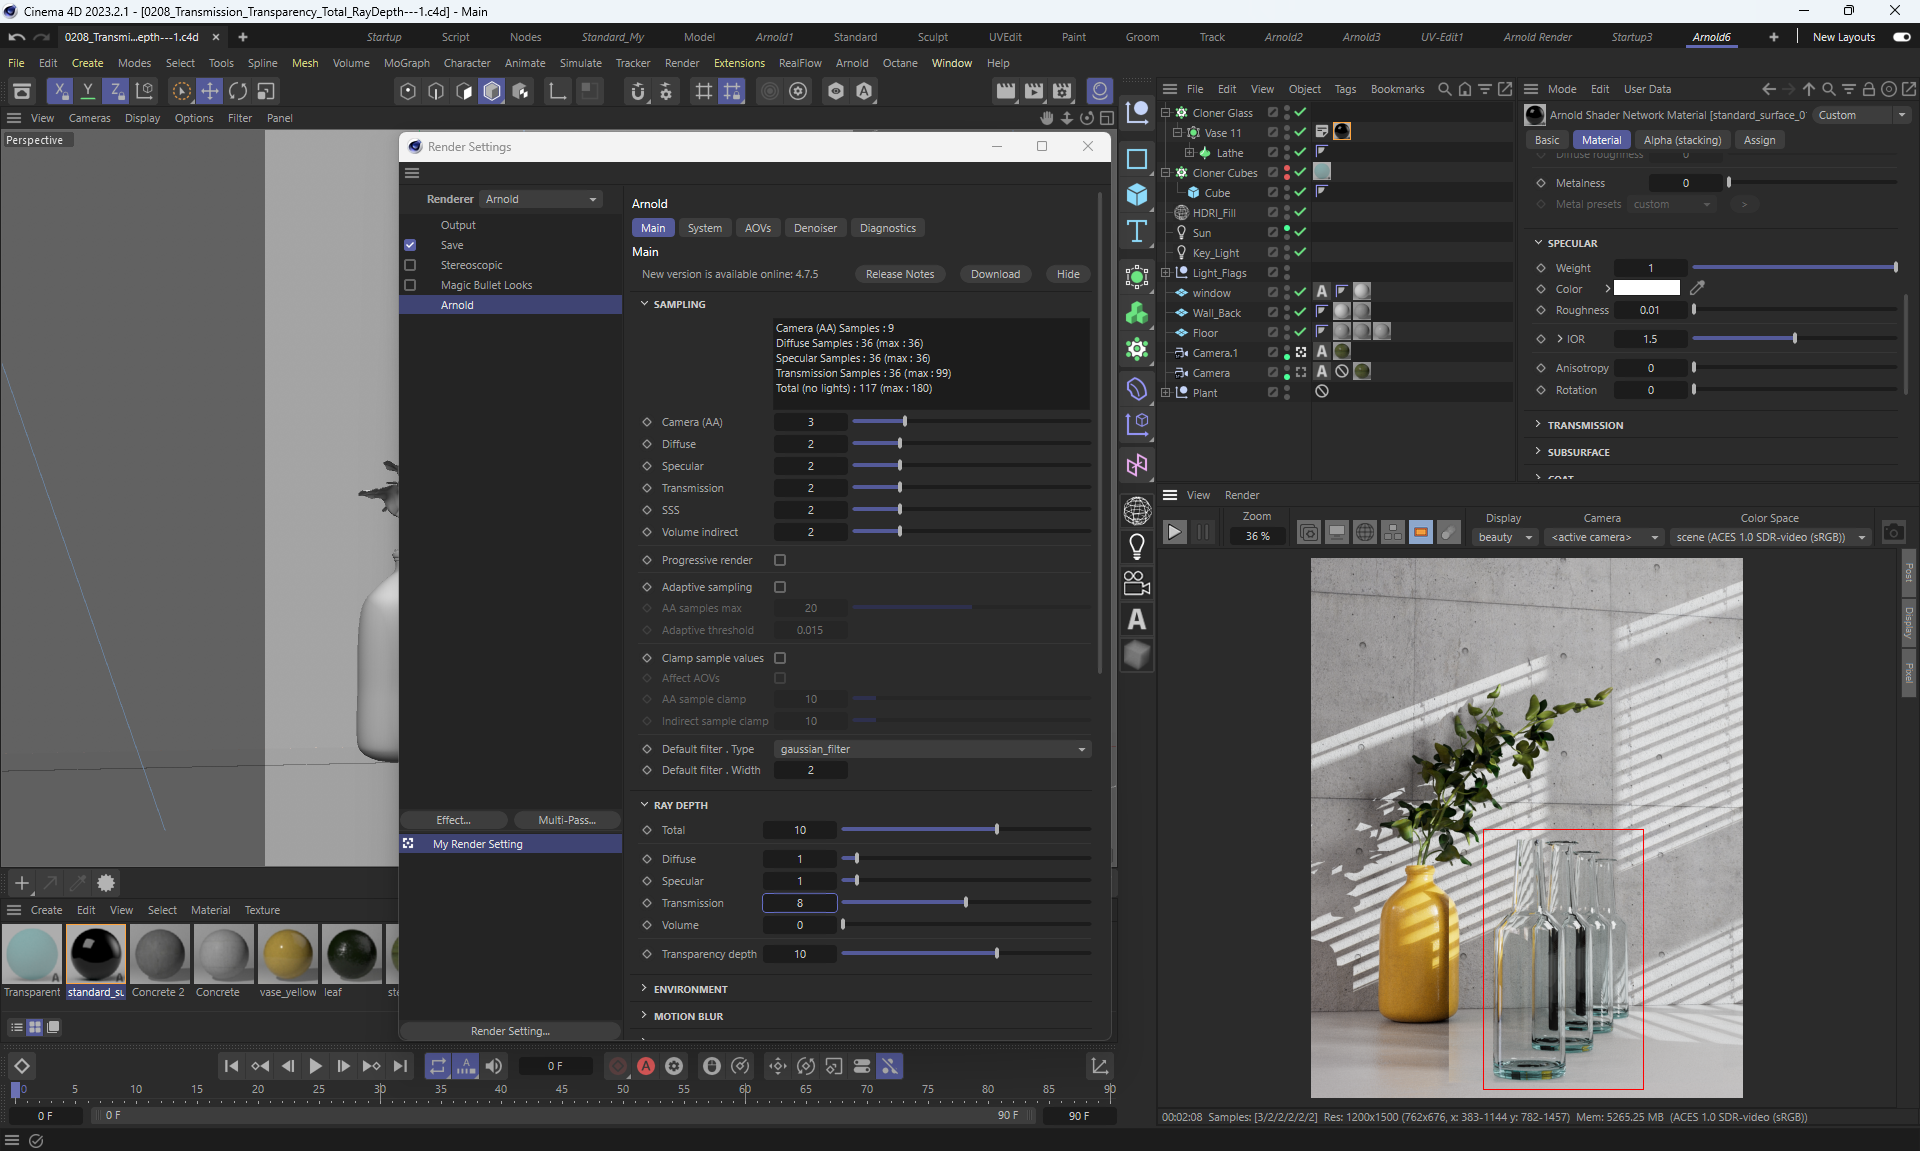 Cinema 4D 2023.2.1 - [0208_Transmission_Transparency_Total_RayDepth---1.c4d] - Main
0208_Transmi...epth---1.c4d
Startup Script Nodes Standard_My Model Arnold1 Standard Sculpt UVEdit Paint Groom Track Arnold2 Arnold3 UV-Edit1 Arnold Render Startup3 Arnold6 New Layouts
File Edit Create Modes Select Tools Spline Mesh Volume MoGraph Character Animate Simulate Tracker Render Extensions RealFlow Arnold Octane Window Help
View Cameras Display Options Filter Panel
Perspective
Render Settings
Renderer Arnold
Output
Save
Stereoscopic
Magic Bullet Looks
Arnold
Effect... Multi-Pass...
My Render Setting
Render Setting...
Arnold
Main System AOVs Denoiser Diagnostics
Main
New version is available online: 4.7.5 Release Notes Download Hide
SAMPLING
Camera (AA) Samples : 9
Diffuse Samples : 36 (max : 36)
Specular Samples : 36 (max : 36)
Transmission Samples : 36 (max : 99)
Total (no lights) : 117 (max : 180)
Camera (AA) 3
Diffuse 2
Specular 2
Transmission 2
SSS 2
Volume indirect 2
Progressive render
Adaptive sampling
AA samples max 20
Adaptive threshold 0.015
Clamp sample values
Affect AOVs
AA sample clamp 10
Indirect sample clamp 10
Default filter . Type gaussian_filter
Default filter . Width 2
RAY DEPTH
Total 10
Diffuse 1
Specular 1
Transmission 8
Volume 0
Transparency depth 10
ENVIRONMENT
MOTION BLUR
File Edit View Object Tags Bookmarks
Cloner Glass
Vase 11
Lathe
Cloner Cubes
Cube
HDRI_Fill
Sun
Key_Light
Light_Flags
window
Wall_Back
Floor
Camera.1
Camera
Plant
Mode Edit User Data
Arnold Shader Network Material [standard_surface_0 Custom
Basic Material Alpha (stacking) Assign
Diffuse roughness 0
Metalness 0
Metal presets custom >
SPECULAR
Weight 1
Color
Roughness 0.01
IOR 1.5
Anisotropy 0
Rotation 0
TRANSMISSION
SUBSURFACE
COAT
View Render
Zoom Display Camera Color Space
36 % beauty <active camera> scene (ACES 1.0 SDR-video (sRGB))
Post
Display
Pixel
00:02:08 Samples: [3/2/2/2/2/2] Res: 1200x1500 (762x676, x: 383-1144 y: 782-1457) Mem: 5265.25 MB (ACES 1.0 SDR-video (sRGB))
Create Edit View Select Material Texture
Transparent standard_su Concrete 2 Concrete vase_yellow leaf ste
0 F
0 5 10 15 20 25 30 35 40 45 50 55 60 65 70 75 80 85 90
0 F 0 F 90 F 90 F